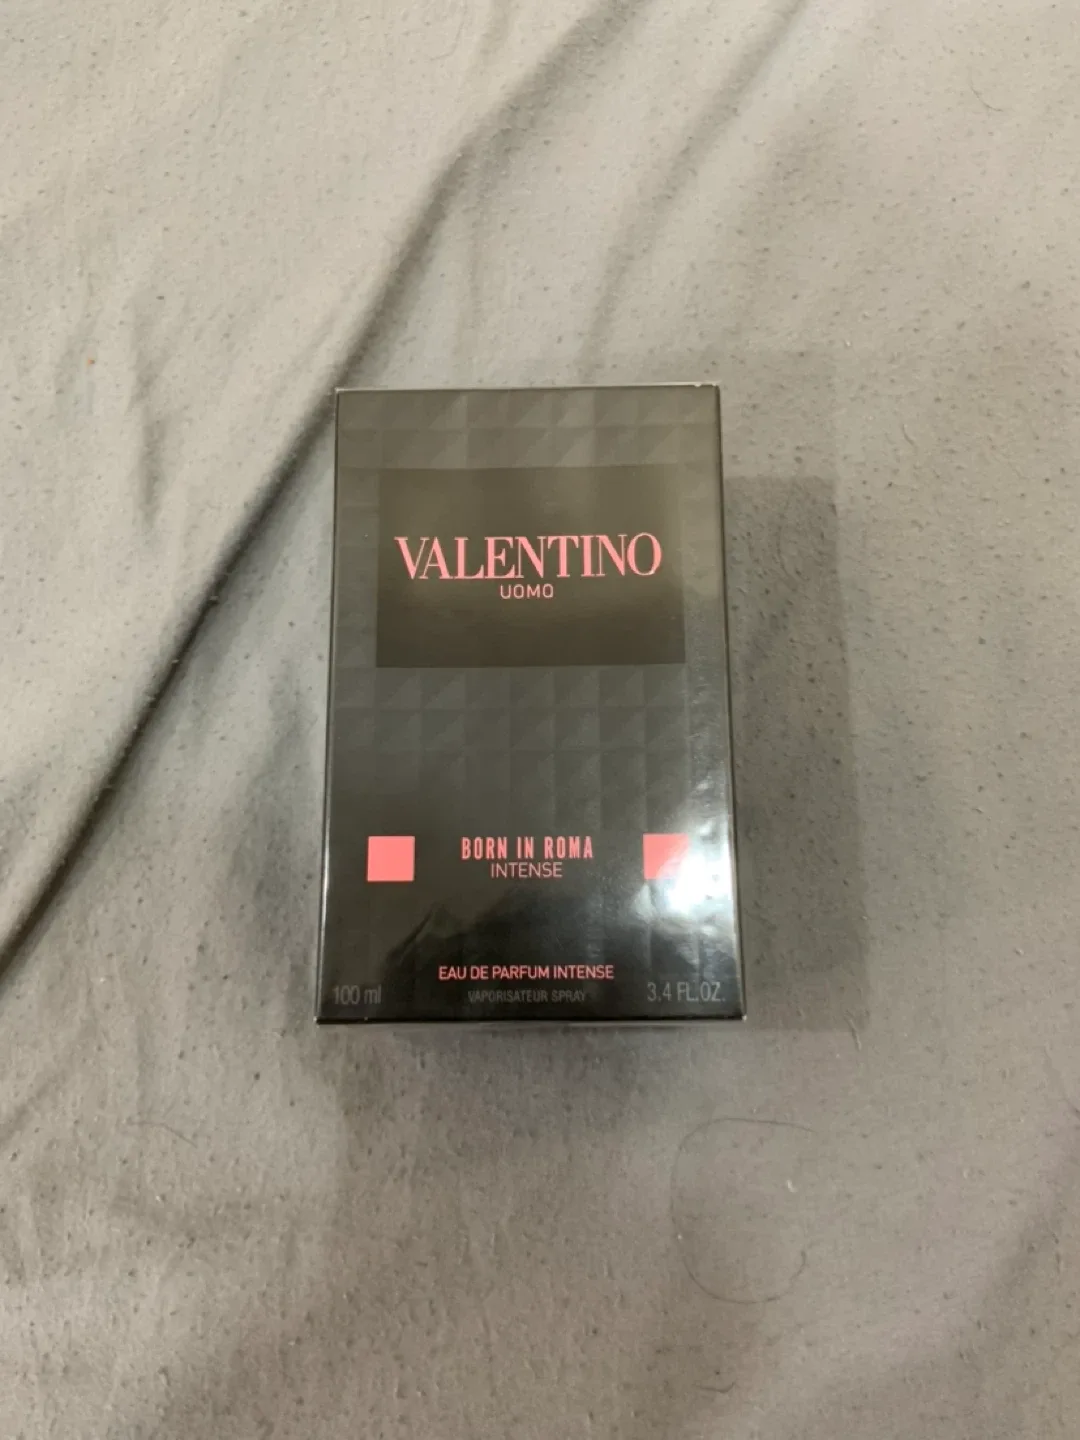 VALENTINO
UOMO
BORN IN ROMA
INTENSE
EAU DE PARFUM INTENSE
100 ml VAPORISATEUR SPRAY 3.4 FL.OZ.